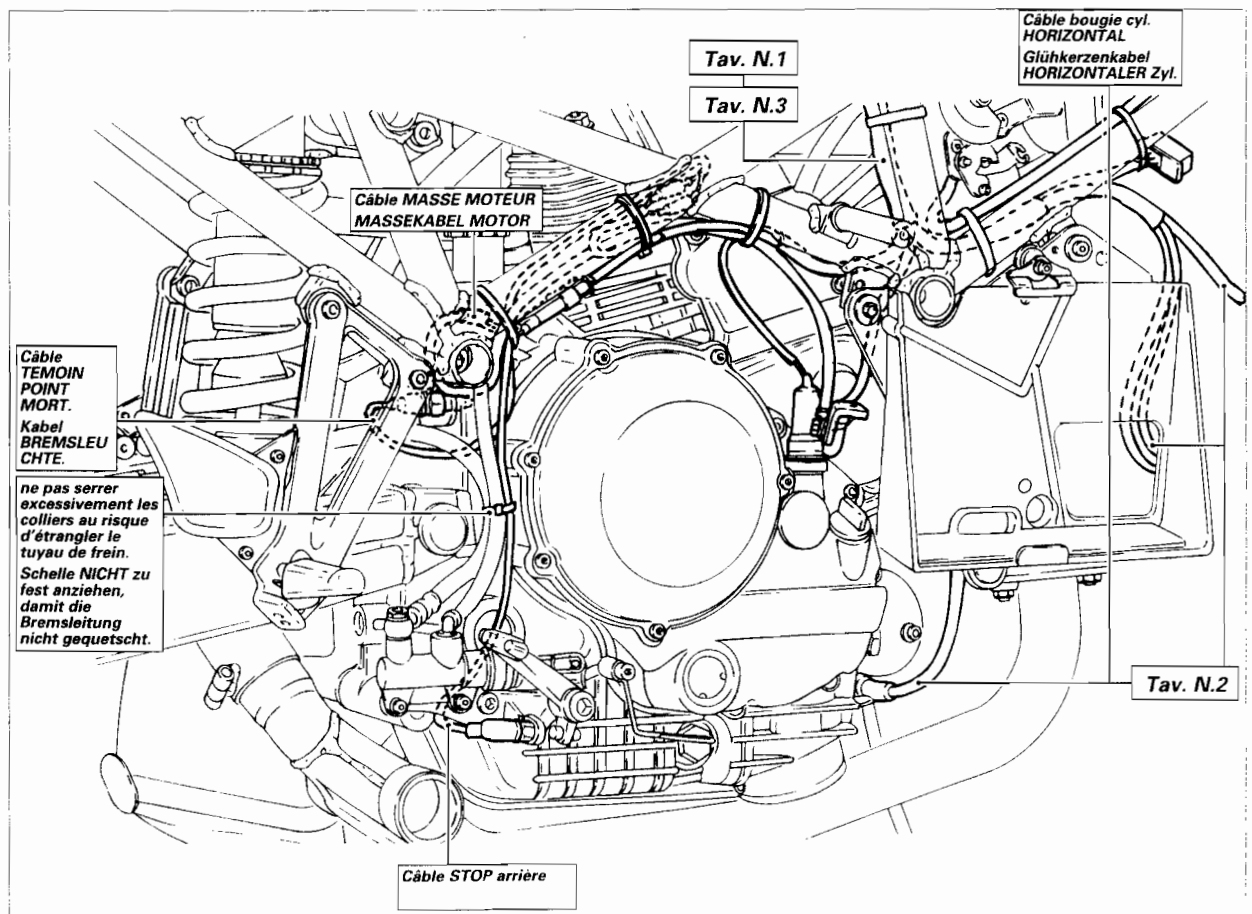 Tav. N.1
Tav. N.3
Câble bougie cyl.
HORIZONTAL
Glühkerzenkabel
HORIZONTALER Zyl.
Câble MASSE MOTEUR
MASSEKABEL MOTOR
Câble
TEMOIN
POINT
MORT.
Kabel
BREMSLEU
CHTE.
ne pas serrer
excessivement les
colliers au risque
d'étrangler le
tuyau de frein.
Schelle NICHT zu
fest anziehen,
damit die
Bremsleitung
nicht gequetscht.
Tav. N.2
Câble STOP arrière